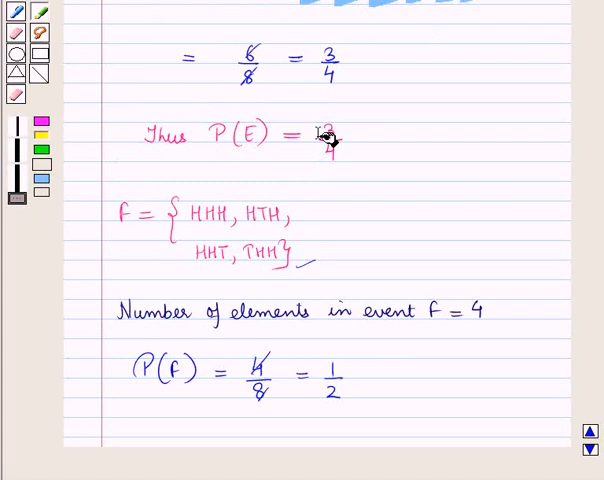 = 6/8 = 3/4
Thus P(E) = 3/4
F = { HHH, HTH,
HHT, THH}
Number of elements in event F = 4
P(F) = 4/8 = 1/2